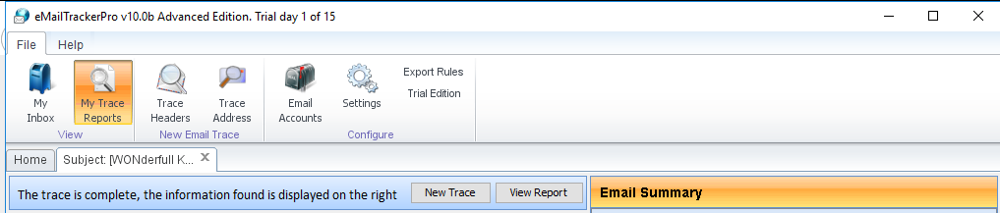 eMailTrackerPro v10.0b Advanced Edition. Trial day 1 of 15
File Help
My Inbox
My Trace Reports
Trace Headers
Trace Address
Email Accounts
Settings
Export Rules
Trial Edition
View
New Email Trace
Configure
Home
Subject: [WONderfull K... X
The trace is complete, the information found is displayed on the right
New Trace
View Report
Email Summary